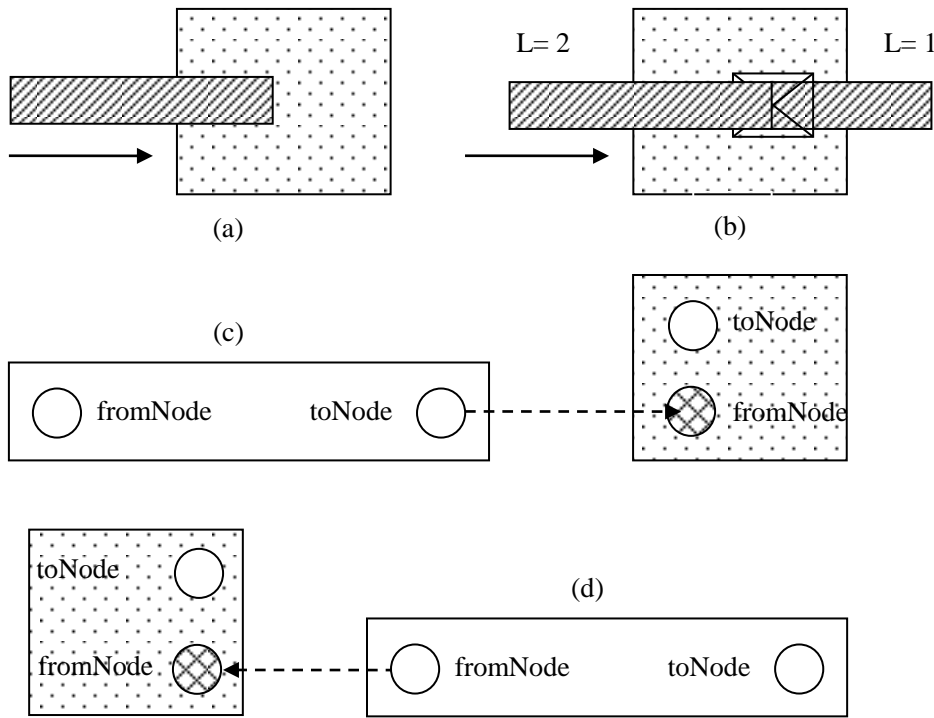 L= 2
L= 1
(a)
(b)
(c)
toNode
fromNode
toNode
fromNode
toNode
(d)
fromNode
fromNode
toNode